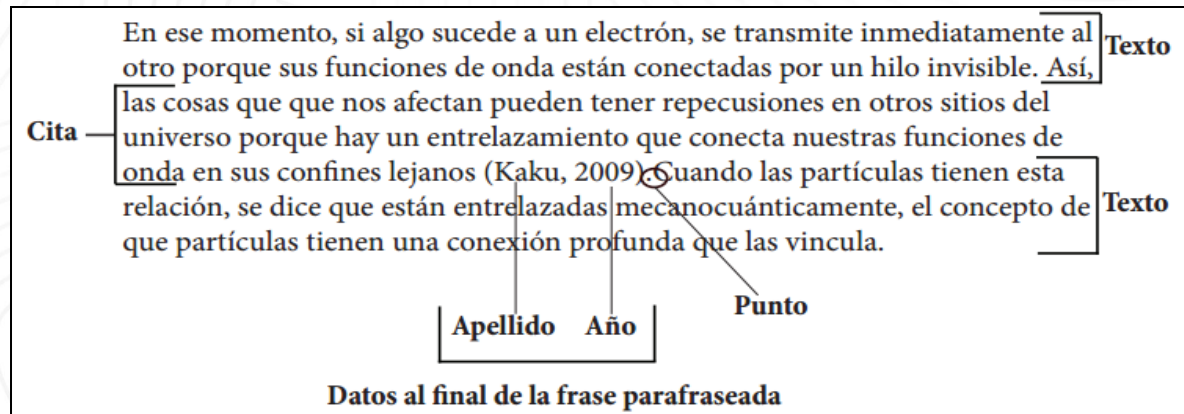 En ese momento, si algo sucede a un electrón, se transmite inmediatamente al
otro porque sus funciones de onda están conectadas por un hilo invisible. Así,
Texto
las cosas que que nos afectan pueden tener repecusiones en otros sitios del
Cita
universo porque hay un entrelazamiento que conecta nuestras funciones de
onda en sus confines lejanos (Kaku, 2009). Cuando las partículas tienen esta
relación, se dice que están entrelazadas mecanocuánticamente, el concepto de
Texto
que partículas tienen una conexión profunda que las vincula.
Punto
Apellido Año
Datos al final de la frase parafraseada